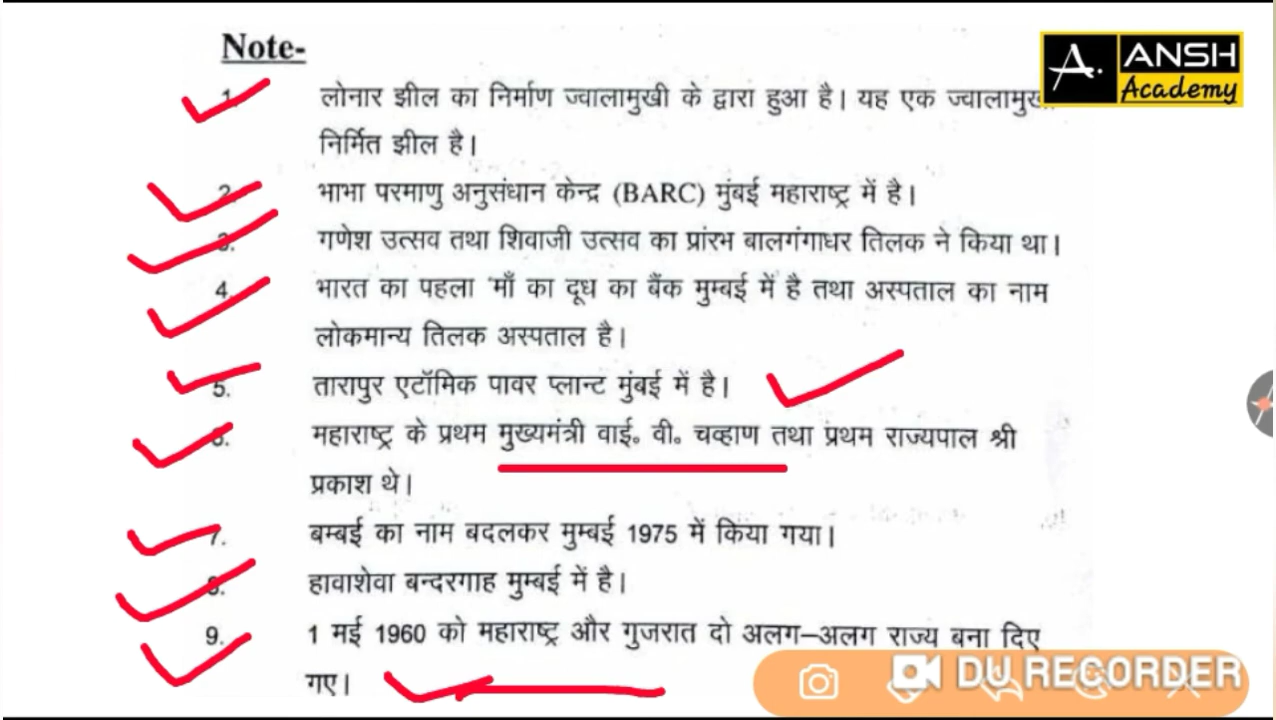 Note-
A. ANSH Academy
1. लोनार झील का निर्माण ज्वालामुखी के द्वारा हुआ है। यह एक
निर्मित झील है।
2. भाभा परमाणु अनुसंधान केन्द्र (BARC) मुंबई महाराष्ट्र में है।
3. गणेश उत्सव तथा शिवाजी उत्सव का प्रांरभ बालगंगाधर तिलक ने किया था।
4. भारत का पहला 'माँ का दूध का बैंक मुम्बई में है तथा अस्पताल का नाम
लोकमान्य तिलक अस्पताल है।
5. तारापुर एटॉमिक पावर प्लान्ट मुंबई में है।
6. महाराष्ट्र के प्रथम मुख्यमंत्री वाई॰ वी॰ चव्हाण तथा प्रथम राज्यपाल श्री
प्रकाश थे।
7. बम्बई का नाम बदलकर मुम्बई 1975 में किया गया।
8. हावाशेवा बन्दरगाह मुम्बई में है।
9. 1 मई 1960 को महाराष्ट्र और गुजरात दो अलग–अलग राज्य बना दिए
गए।
DU RECORDER